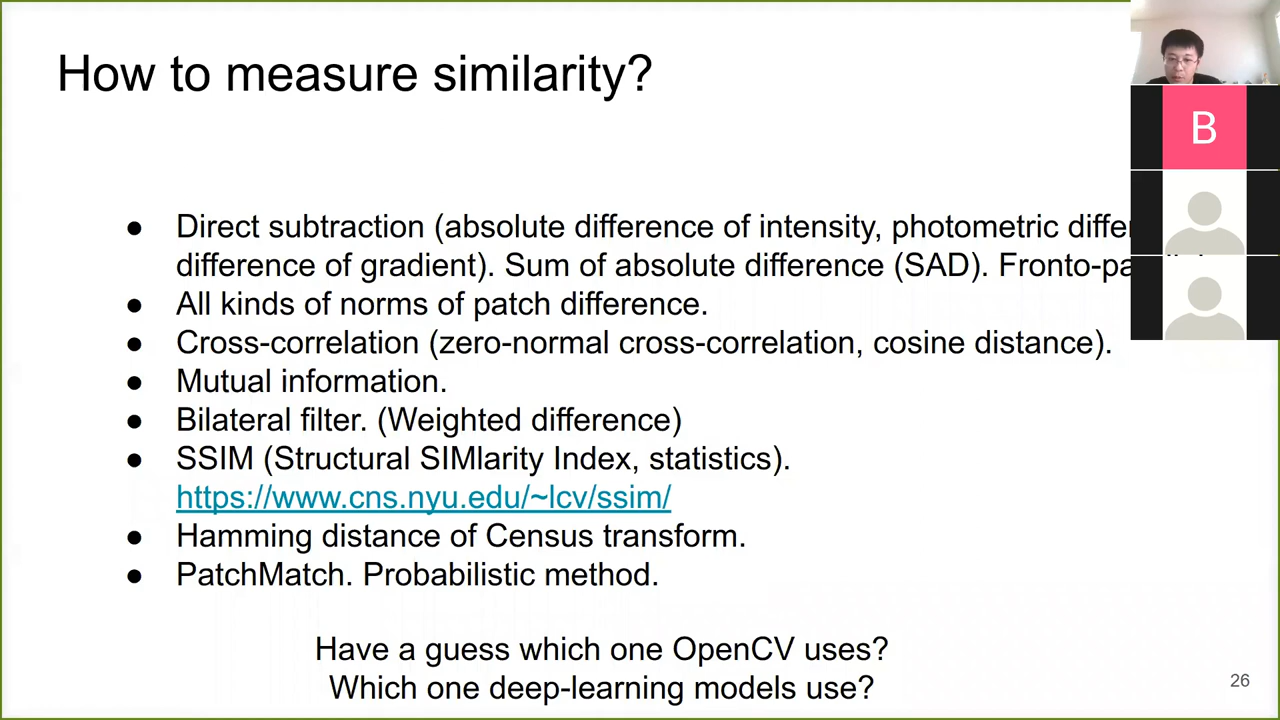 How to measure similarity?
B
● Direct subtraction (absolute difference of intensity, photometric
difference of gradient). Sum of absolute difference (SAD).
● All kinds of norms of patch difference.
● Cross-correlation (zero-normal cross-correlation, cosine distance).
● Mutual information.
● Bilateral filter. (Weighted difference)
● SSIM (Structural SIMlarity Index, statistics).
https://www.cns.nyu.edu/~lcv/ssim/
● Hamming distance of Census transform.
● PatchMatch. Probabilistic method.
Have a guess which one OpenCV uses?
Which one deep-learning models use?
26